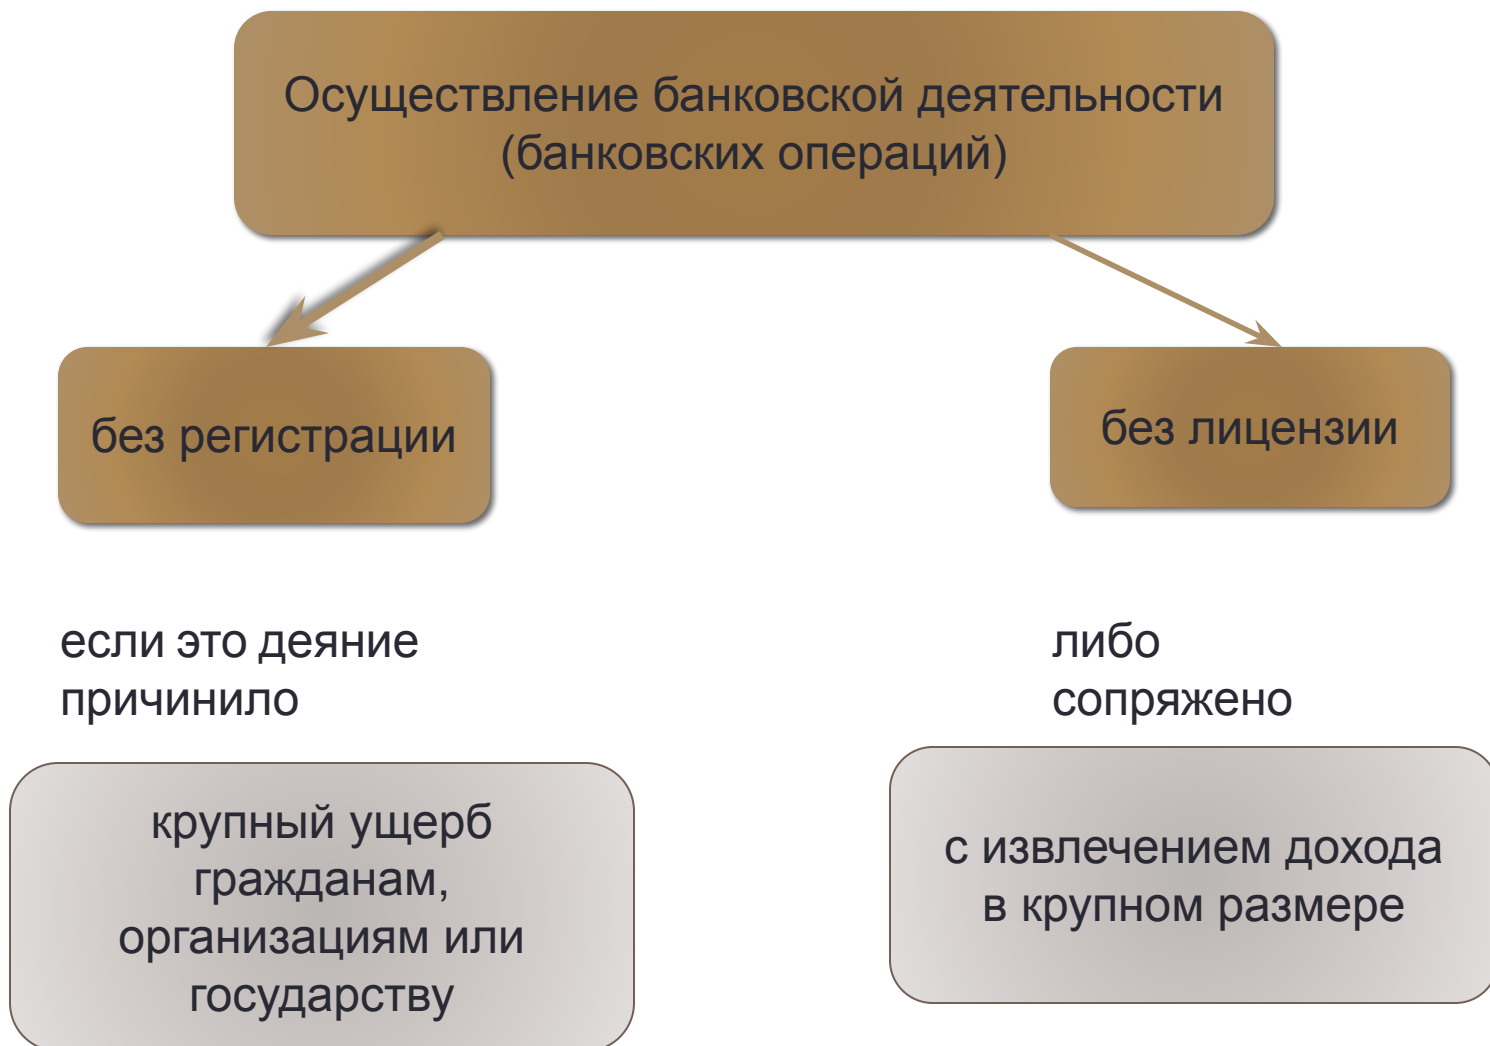 Осуществление банковской деятельности
(банковских операций)
без регистрации
без лицензии
если это деяние
причинило
либо
сопряжено
крупный ущерб
гражданам,
организациям или
государству
с извлечением дохода
в крупном размере